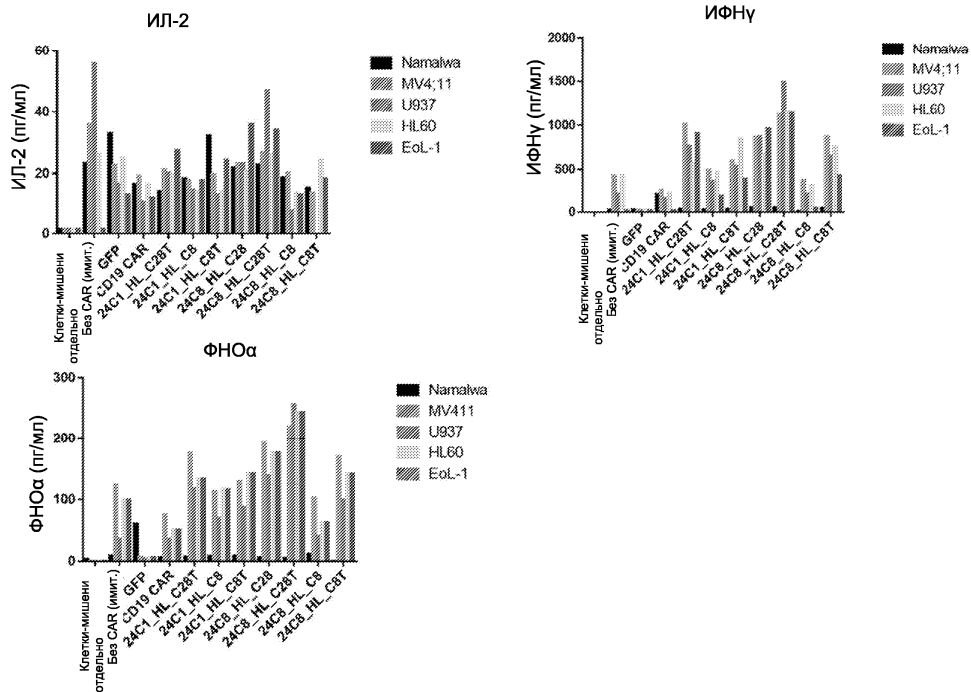 ИЛ-2
ИЛ-2 (пг/мл)
60
40
20
0
Клетки-мишени
отдельно
Без CAR (имит.)
GFP
CD19 CAR
24C1_HL_C28T
24C1_HL_C8
24C1_HL_C8T
24C8_HL_C28
24C8_HL_C28T
24C8_HL_C8
24C8_HL_C8T
Namalwa
MV4;11
U937
HL60
EoL-1
ИФНγ
ИФНγ (пг/мл)
2000
1500
1000
500
0
Клетки-мишени
отдельно
Без CAR (имит.)
GFP
CD19 CAR
24C1_HL_C28T
24C1_HL_C8
24C1_HL_C8T
24C8_HL_C28
24C8_HL_C28T
24C8_HL_C8
24C8_HL_C8T
Namalwa
MV4;11
U937
HL60
EoL-1
ФНОα
ФНОα (пг/мл)
300
200
100
0
Клетки-мишени
отдельно
Без CAR (имит.)
GFP
CD19 CAR
24C1_HL_C28T
24C1_HL_C8
24C1_HL_C8T
24C8_HL_C28
24C8_HL_C28T
24C8_HL_C8
24C8_HL_C8T
Namalwa
MV411
U937
HL60
EoL-1